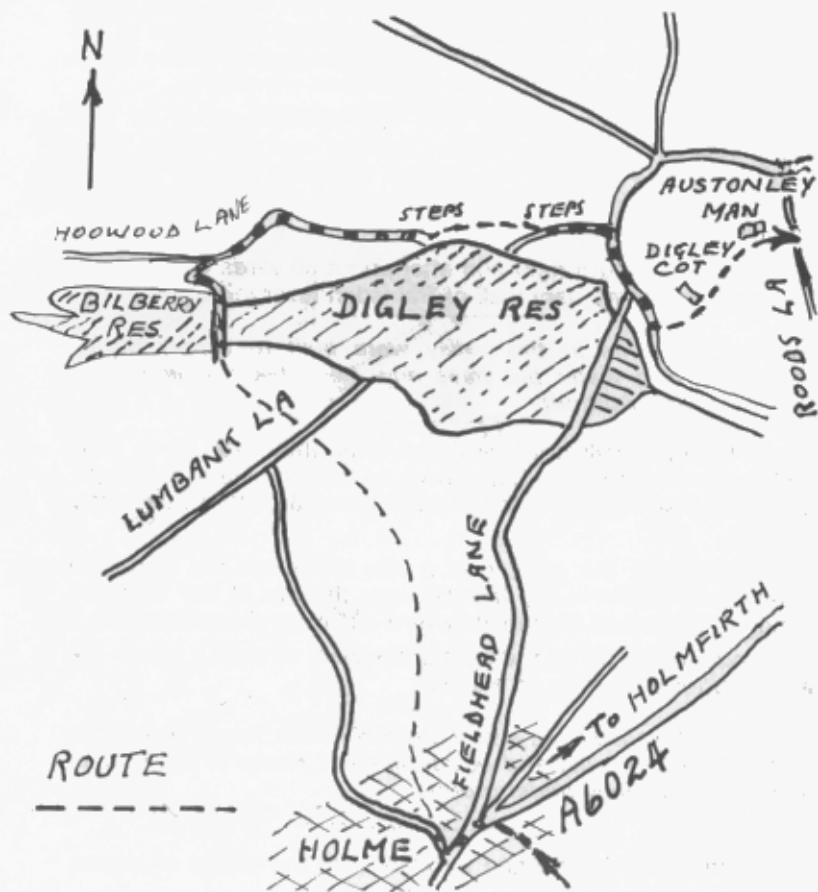 N
AUSTONLEY
MAN
STEPS
STEPS
HOOWOOD LANE
DIGLEY
COT
BILBERRY
RES
DIGLEY RES
ROODS LA
LUMBANK LA
FIELDHEAD LANE
TO HOLMFIRTH
A6024
ROUTE
HOLME